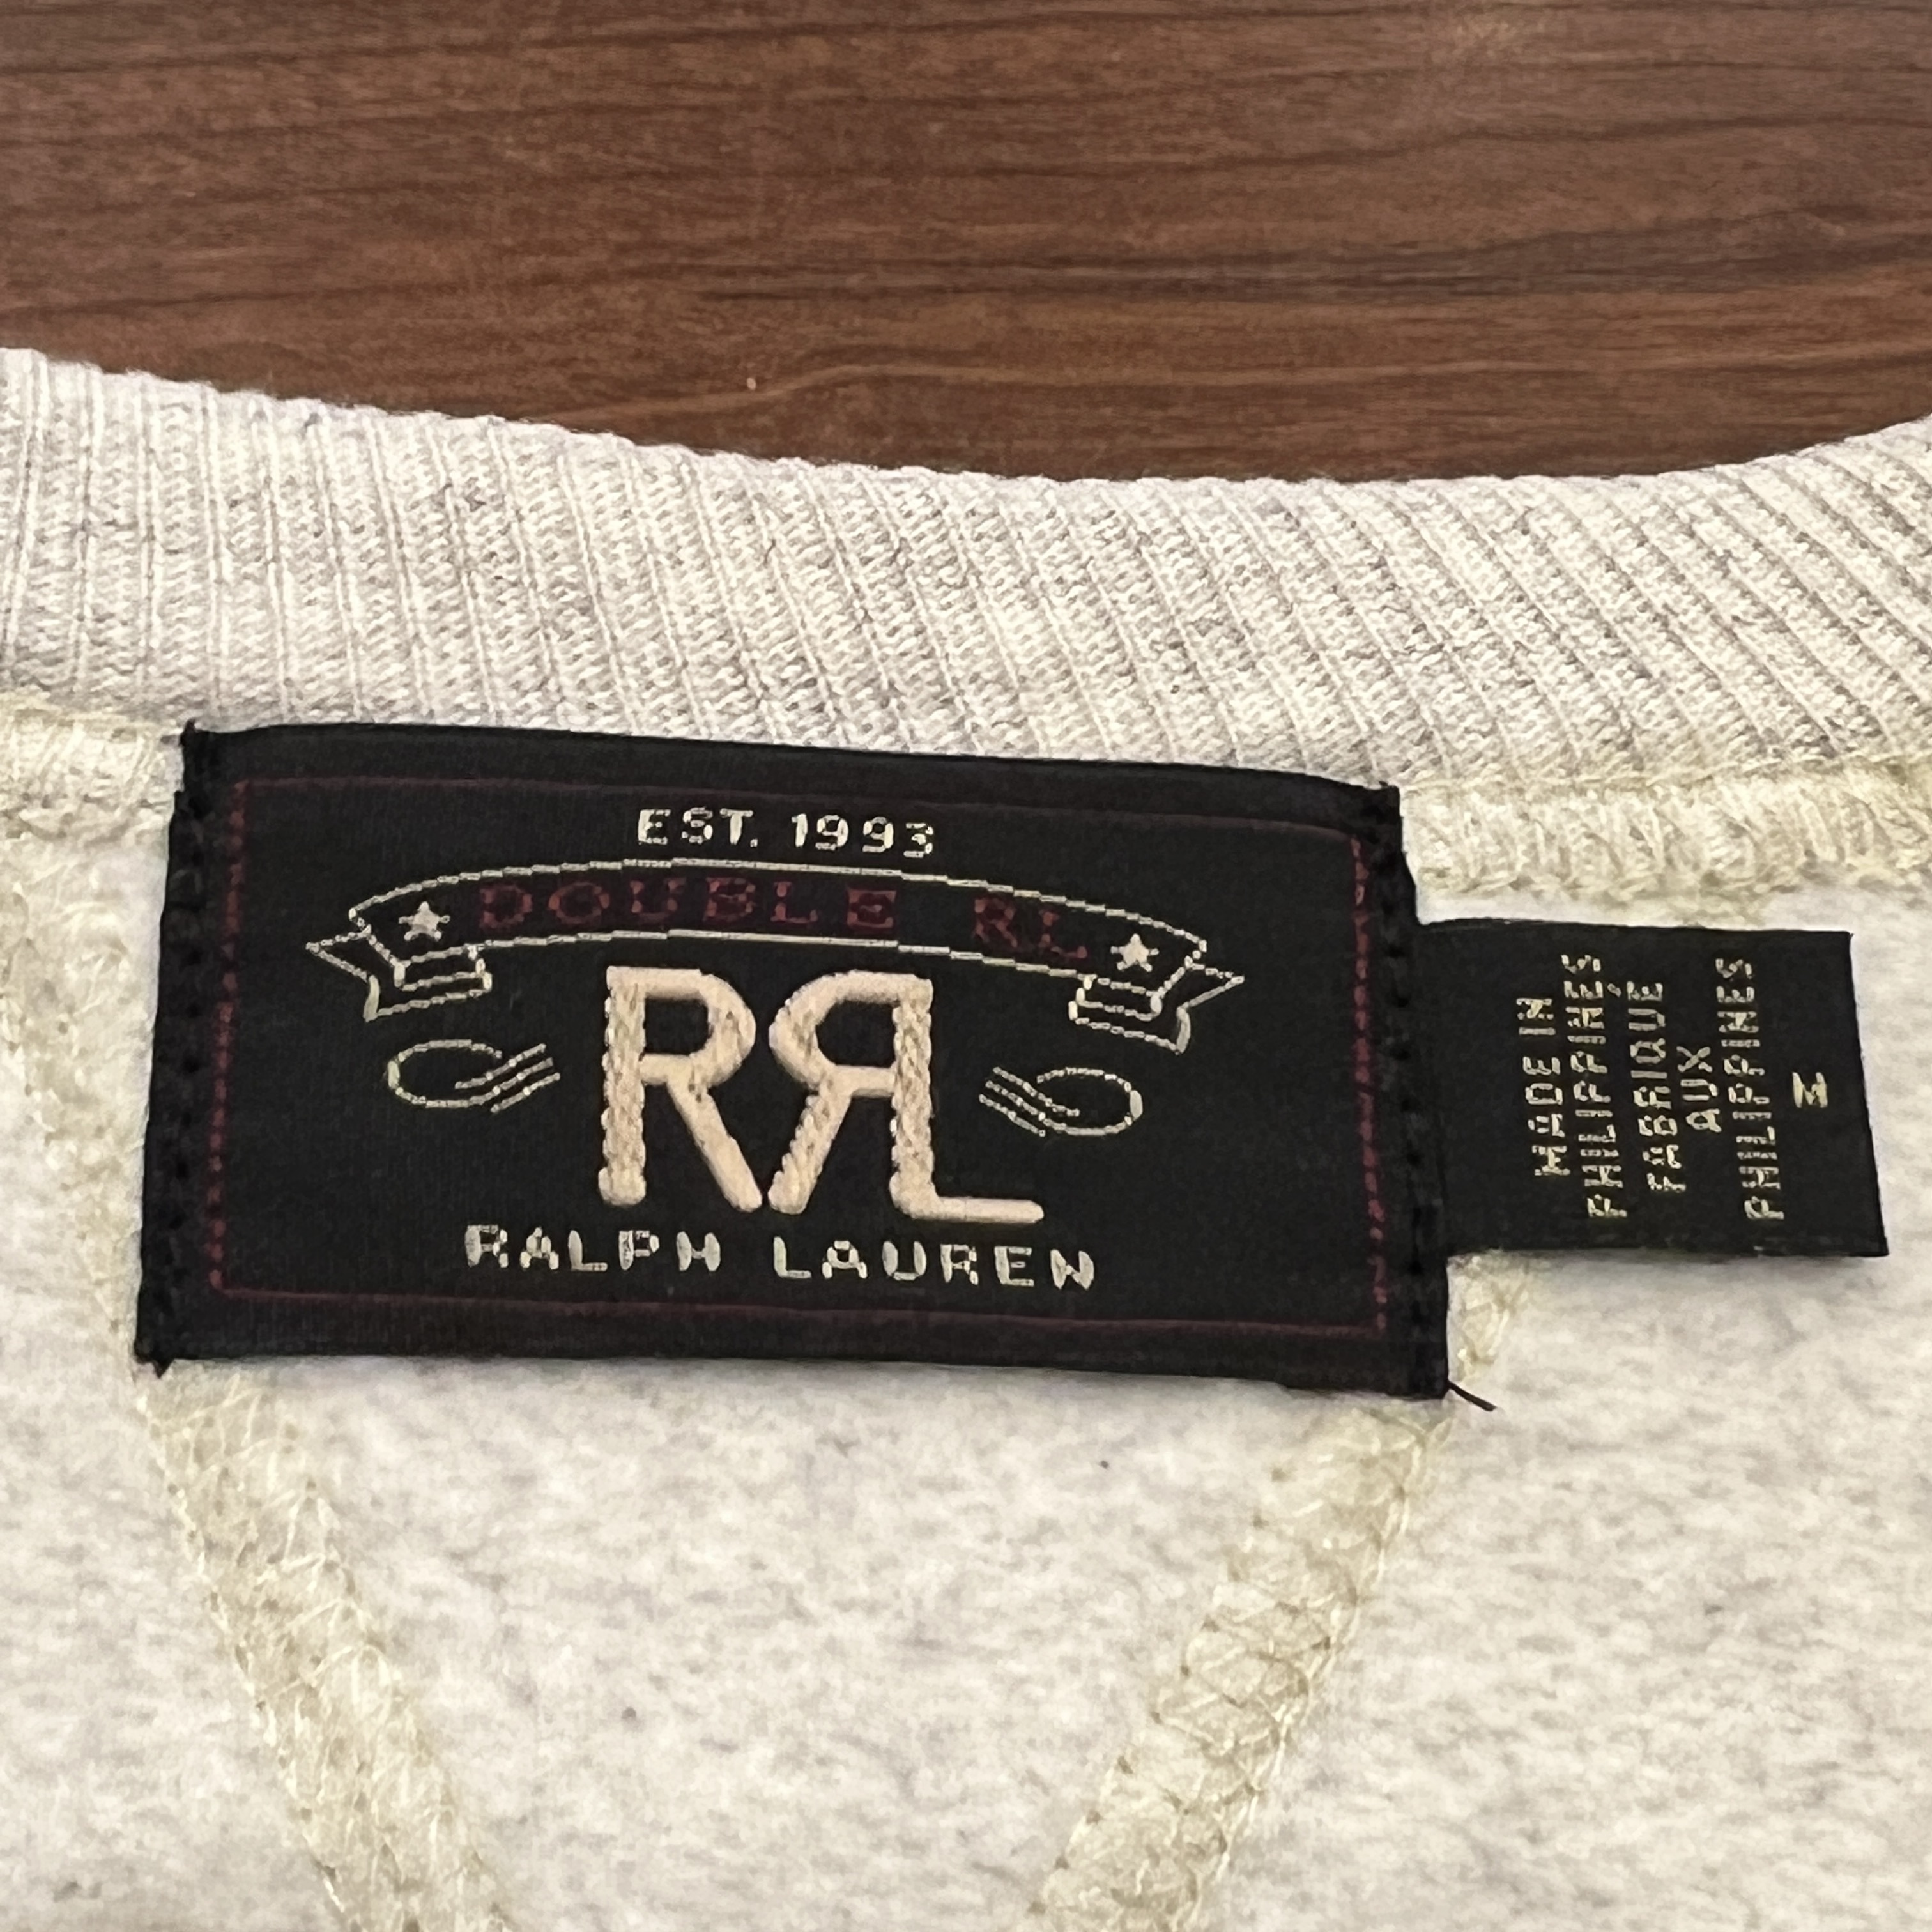 EST. 1993
DOUBLE RL
RRL
RALPH LAUREN
MADE IN
PHILIPPINES
FABRIQUÉ
AUX
PHILIPPINES
M